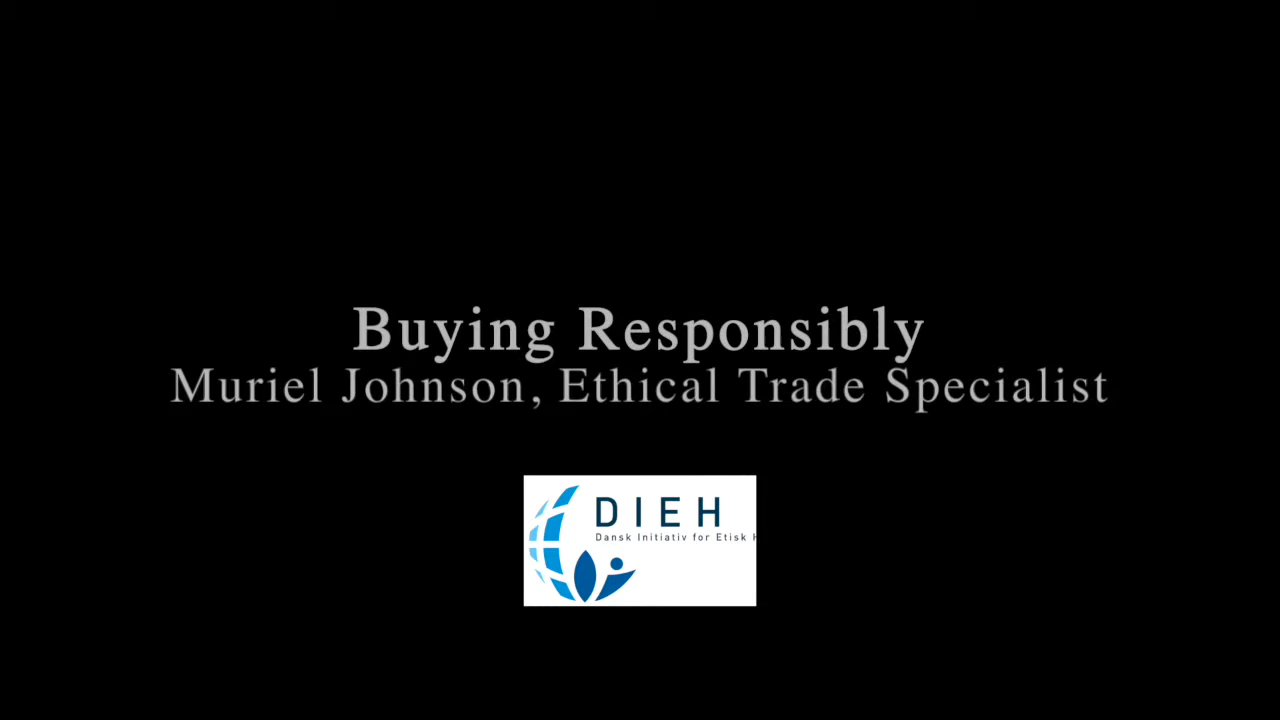 Buying Responsibly
Muriel Johnson, Ethical Trade Specialist
DIEH
Dansk Initiativ for Etisk